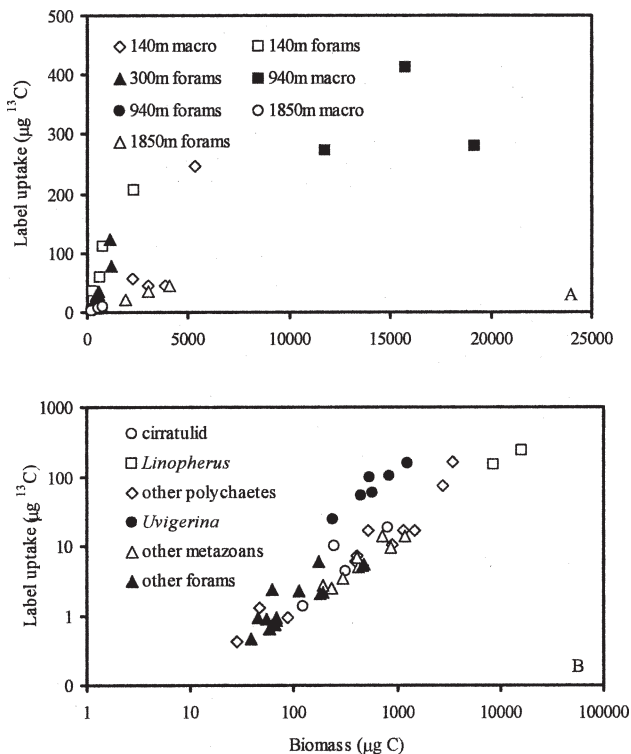 500
400
300
200
100
0
Label uptake (µg ¹³C)
140m macro 140m forams
300m forams 940m macro
940m forams 1850m macro
1850m forams
A
0 5000 10000 15000 20000 25000
1000
100
10
1
0
Label uptake (µg ¹³C)
cirratulid
Linopherus
other polychaetes
Uvigerina
other metazoans
other forams
B
1 10 100 1000 10000 100000
Biomass (µg C)